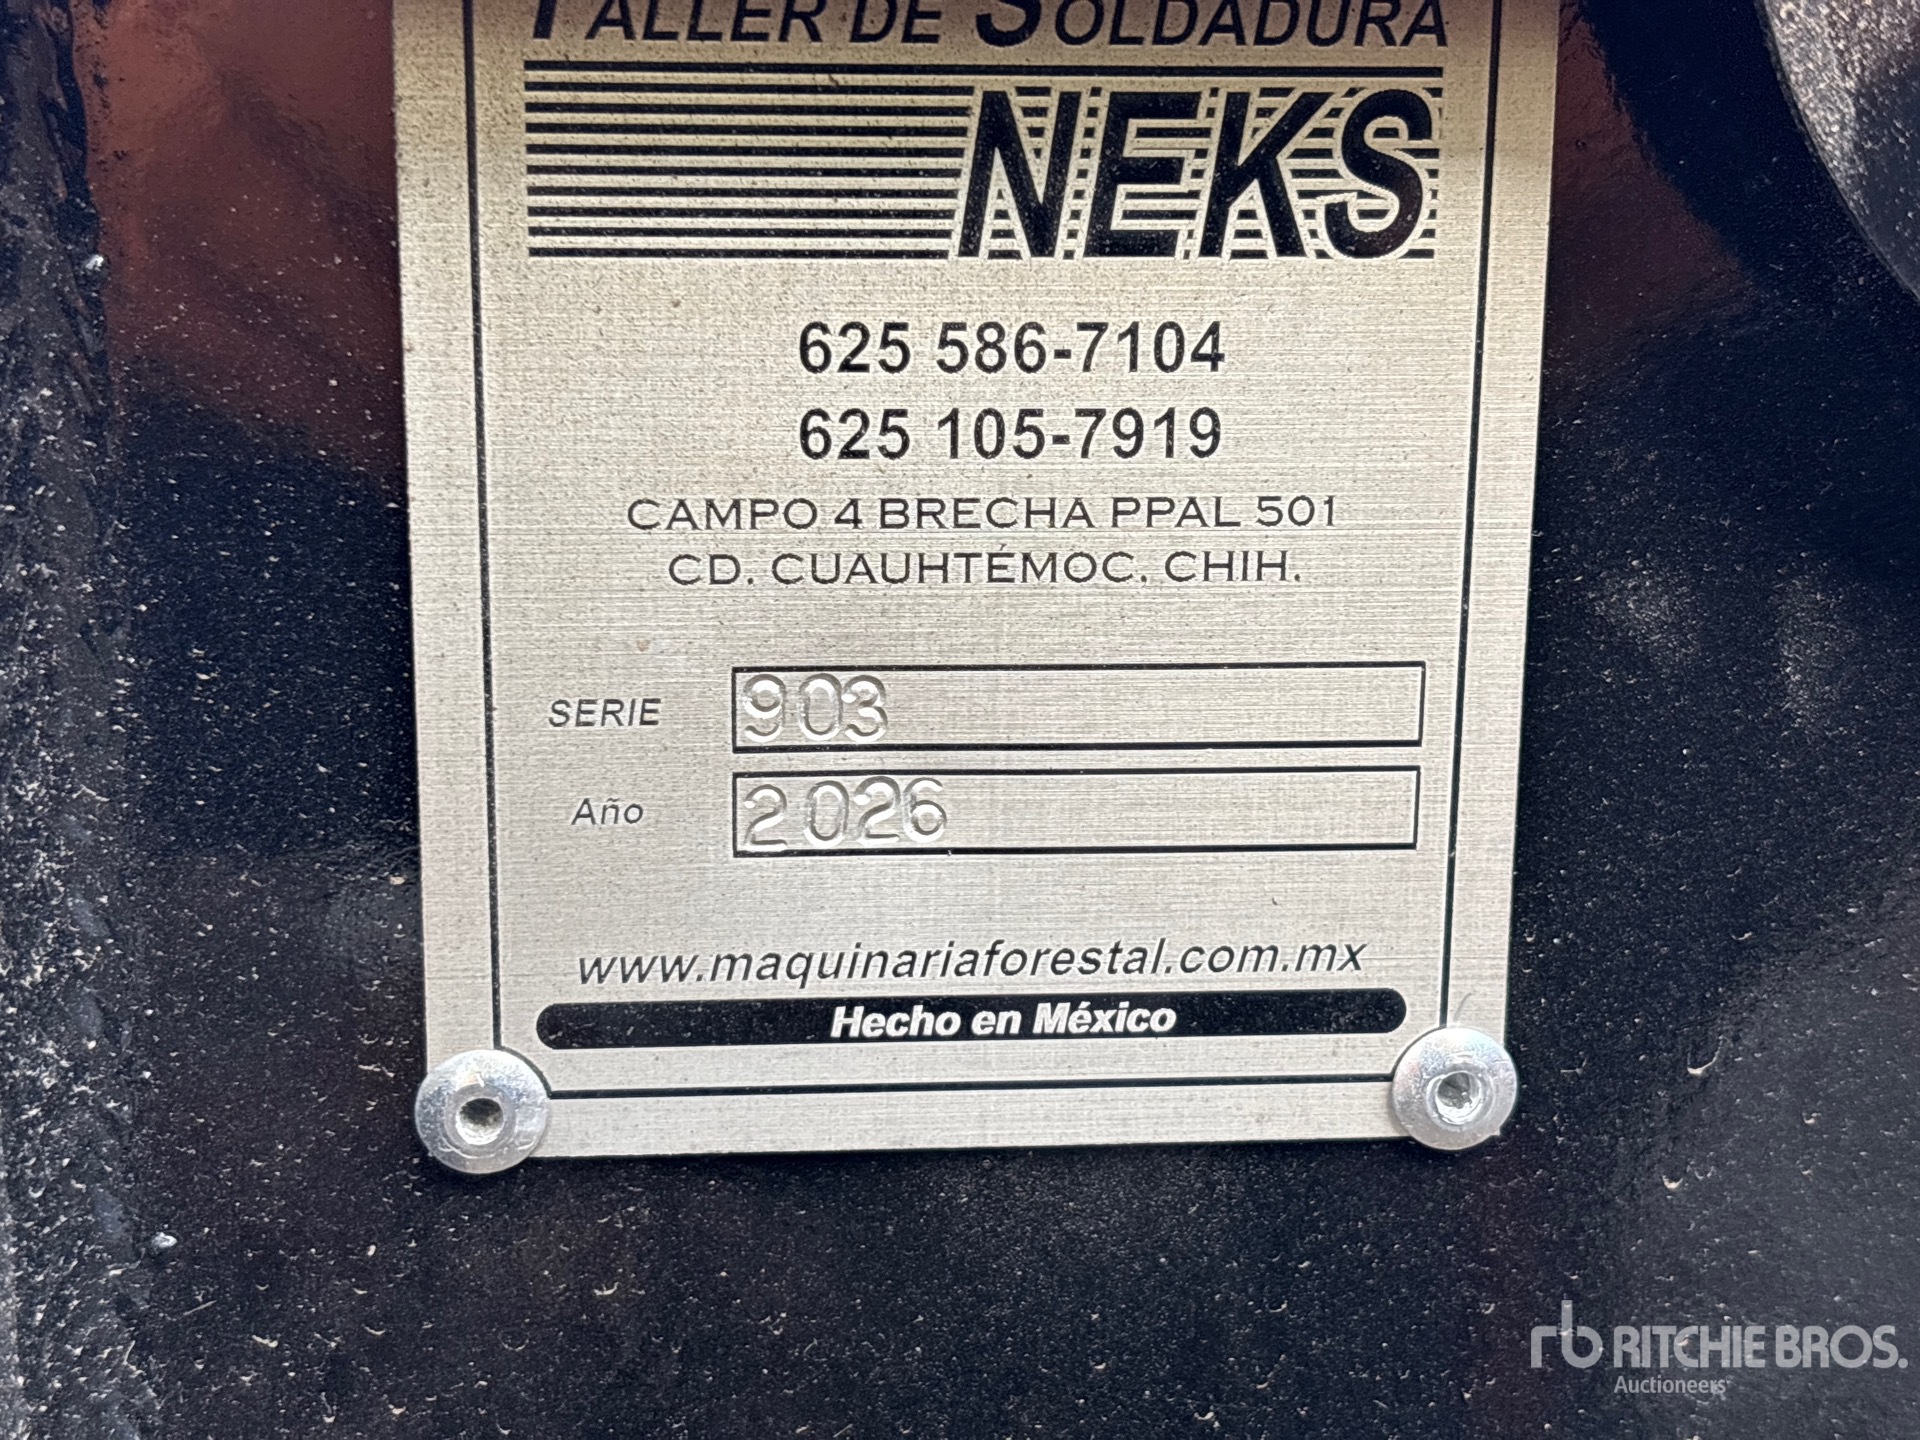 TALLER DE SOLDADURA
NEKS
625 586-7104
625 105-7919
CAMPO 4 BRECHA PPAL 501
CD. CUAUHTÉMOC, CHIH.
SERIE 903
Año 2026
www.maquinariaforestal.com.mx
Hecho en México
rb RITCHIE BROS.
Auctioneers